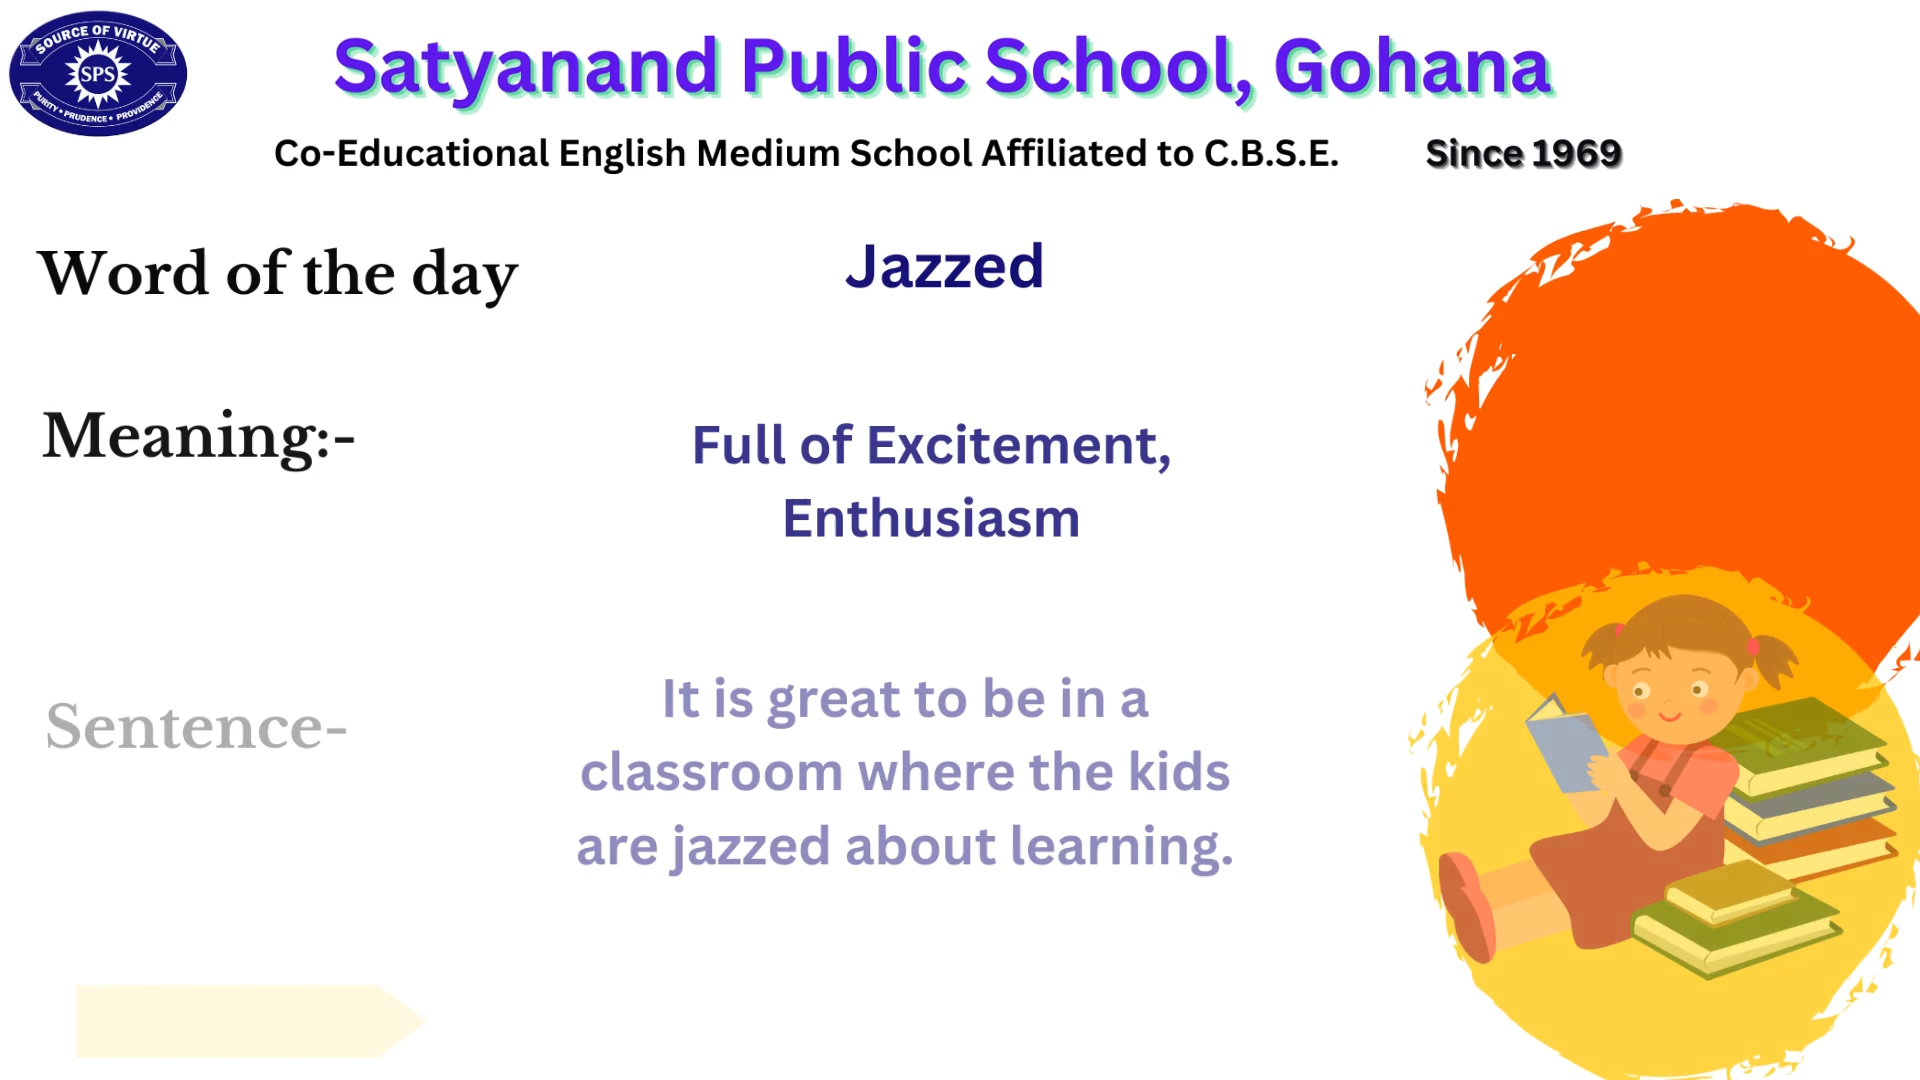 SOURCE OF VIRTUE
SPS
PURITY • PRUDENCE • PROVIDENCE
Satyanand Public School, Gohana
Co-Educational English Medium School Affiliated to C.B.S.E. Since 1969
Word of the day
Jazzed
Meaning:-
Full of Excitement,
Enthusiasm
Sentence-
It is great to be in a
classroom where the kids
are jazzed about learning.